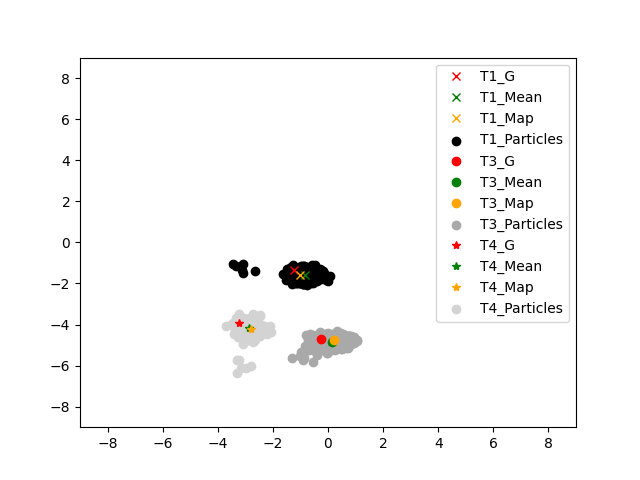 8
6
4
2
0
−2
−4
−6
−8
−8 −6 −4 −2 0 2 4 6 8
T1_G
T1_Mean
T1_Map
T1_Particles
T3_G
T3_Mean
T3_Map
T3_Particles
T4_G
T4_Mean
T4_Map
T4_Particles